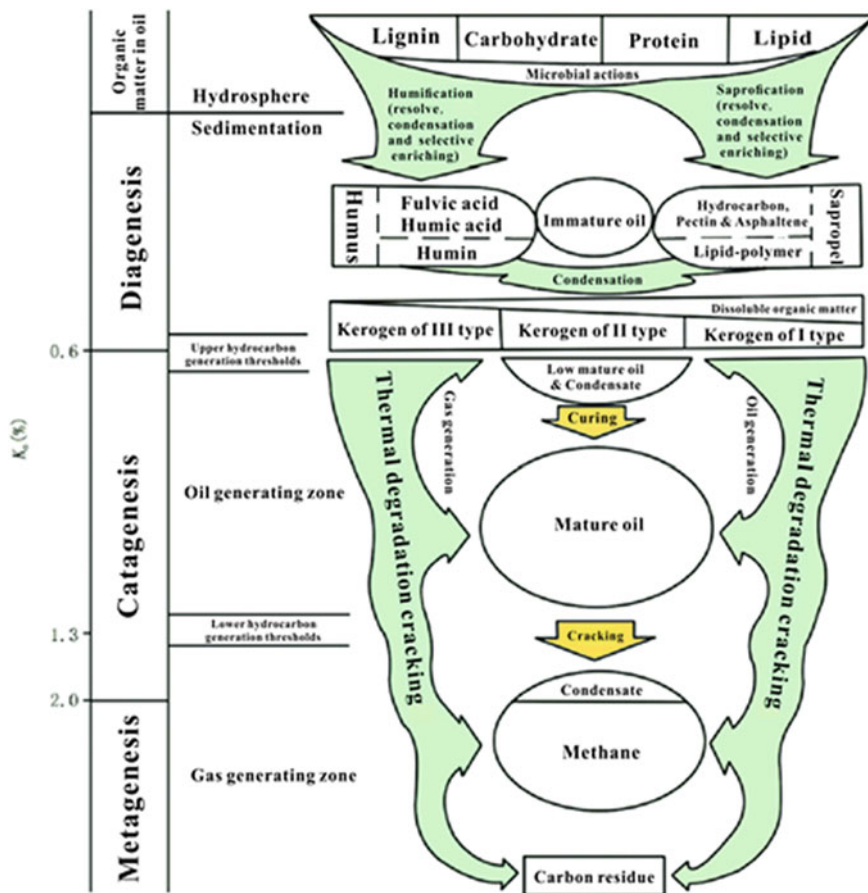 Organic
matter in oil
Hydrosphere
Sedimentation
Lignin
Carbohydrate
Protein
Lipid
Microbial actions
Humification
(resolve,
condensation
and selective
enriching)
Saprofication
(resolve,
condensation
and selective
enriching)
Diagenesis
Humus
Fulvic acid
Humic acid
Humin
Immature oil
Hydrocarbon,
Pectin & Asphaltene
Lipid-polymer
Sapropel
Condensation
Dissoluble organic matter
Kerogen of III type
Kerogen of II type
Kerogen of I type
0.6
Upper hydrocarbon
generation thresholds
Low mature oil
& Condensate
Curing
Thermal degradation cracking
Gas generation
Oil generation
Thermal degradation cracking
(%)
Catagenesis
Oil generating zone
Mature oil
1.3
Lower hydrocarbon
generation thresholds
Cracking
2.0
Condensate
Methane
Metagenesis
Gas generating zone
Carbon residue